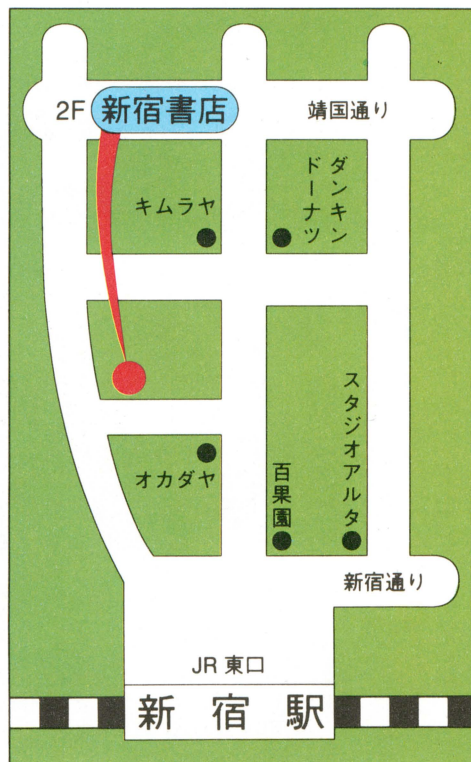 2F 新宿書店
靖国通り
キムラヤ
ダンキン
ドーナツ
オカダヤ
百果園
スタジオアルタ
新宿通り
JR 東口
新宿駅